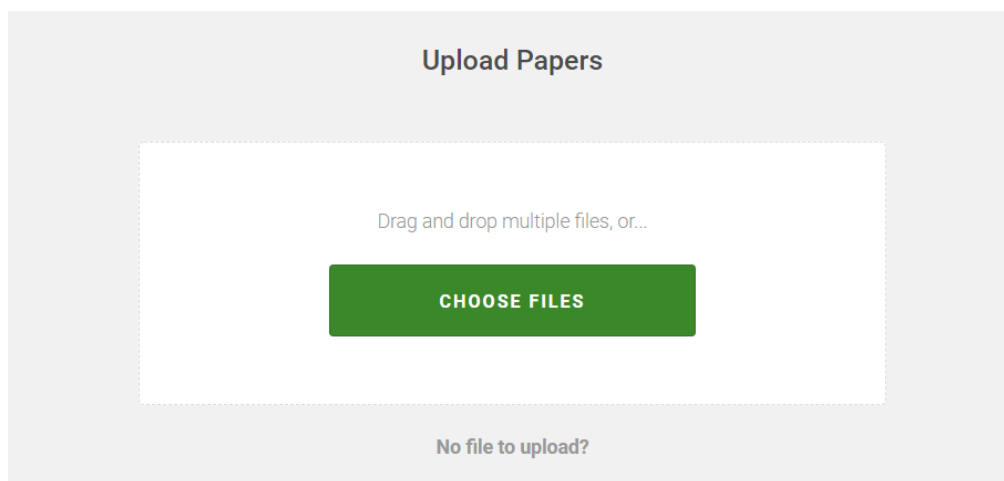 Upload Papers
Drag and drop multiple files, or...
CHOOSE FILES
No file to upload?